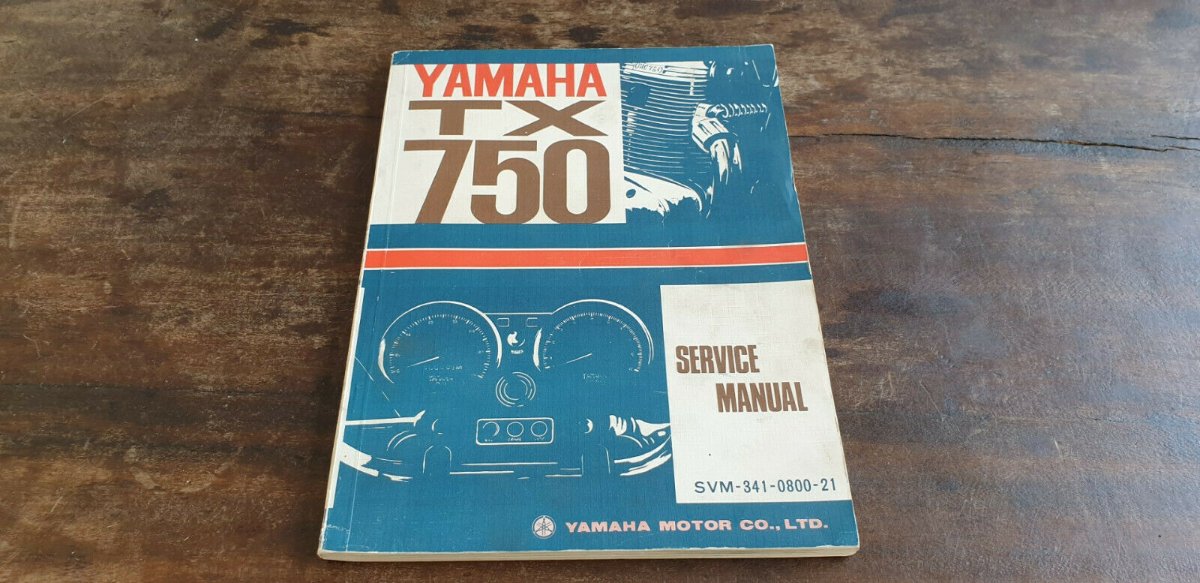 YAMAHA
TX
750
SERVICE
MANUAL
SVM-341-0800-21
YAMAHA MOTOR CO., LTD.